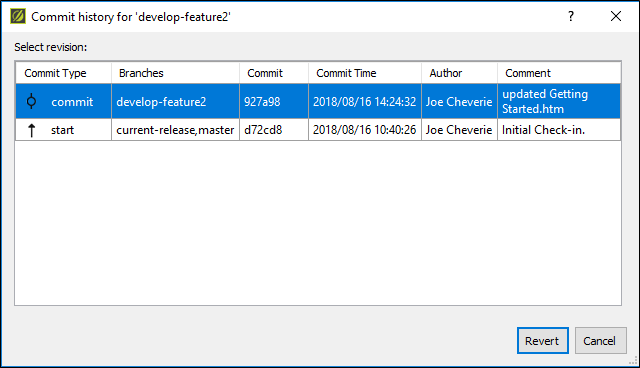 Commit history for 'develop-feature2'
?
Select revision:
Commit Type Branches Commit Commit Time Author Comment
commit develop-feature2 927a98 2018/08/16 14:24:32 Joe Cheverie updated Getting
Started.htm
start current-release,master d72cd8 2018/08/16 10:40:26 Joe Cheverie Initial Check-in.
Revert Cancel